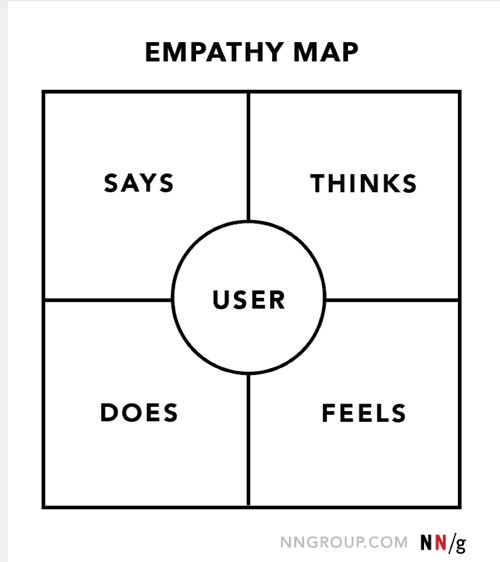 EMPATHY MAP
SAYS
THINKS
USER
DOES
FEELS
NNGROUP.COM NN/g